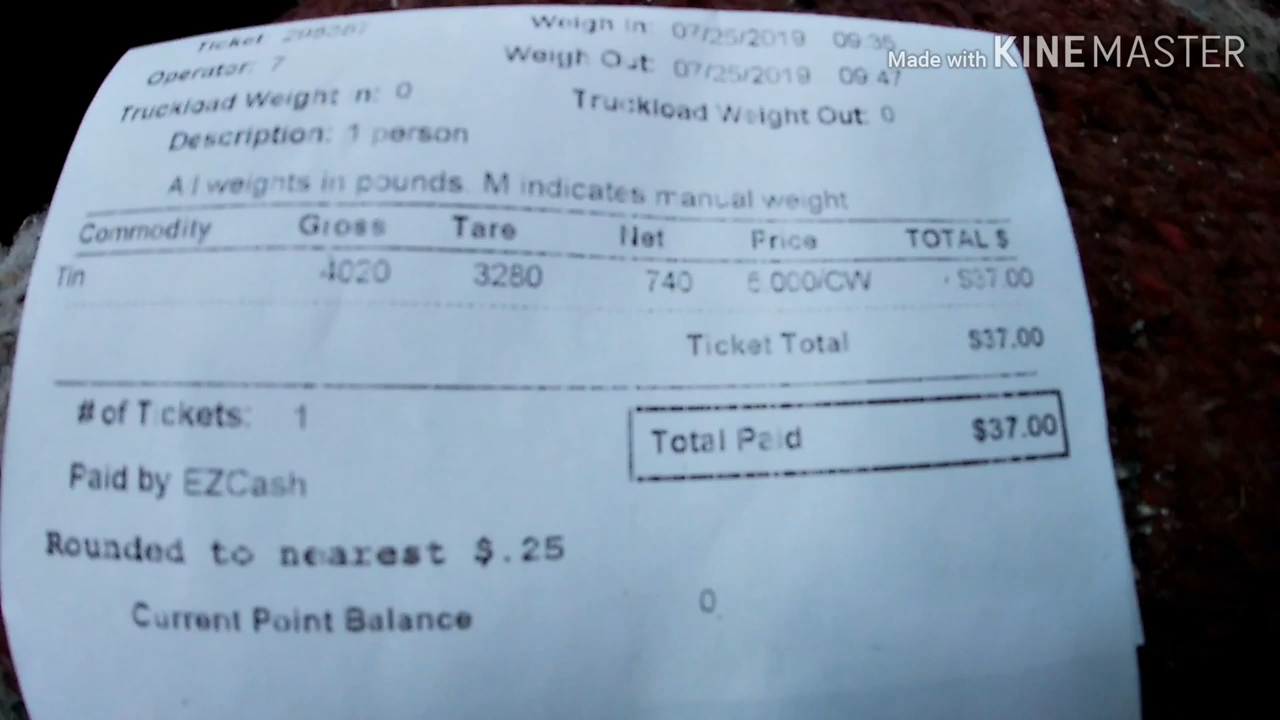 Ticket
Weigh In: 07/25/2019 09:35
Made with KINEMASTER
Operator: 7
Weigh Out: 07/25/2019 09:47
Truckload Weight In: 0
Truckload Weight Out: 0
Description: 1 person
All weights in pounds. M indicates manual weight
Commodity Gross Tare Net Price TOTAL $
Tin 4020 3280 740 5.000/CW $37.00
Ticket Total $37.00
# of Tickets: 1
Total Paid $37.00
Paid by EZCash
Rounded to nearest $.25
Current Point Balance 0